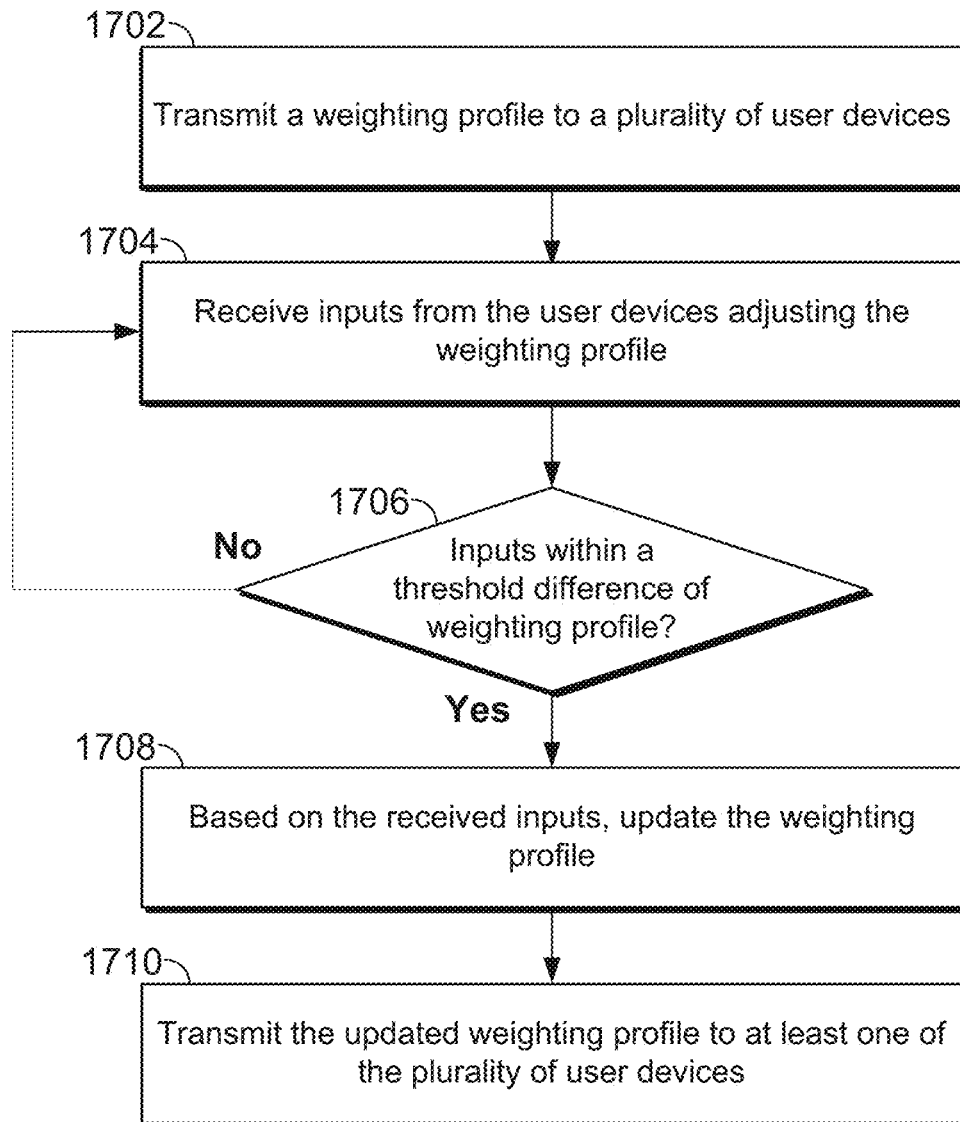 1702
Transmit a weighting profile to a plurality of user devices
1704
Receive inputs from the user devices adjusting the
weighting profile
1706
No
Inputs within a
threshold difference of
weighting profile?
Yes
1708
Based on the received inputs, update the weighting
profile
1710
Transmit the updated weighting profile to at least one of
the plurality of user devices